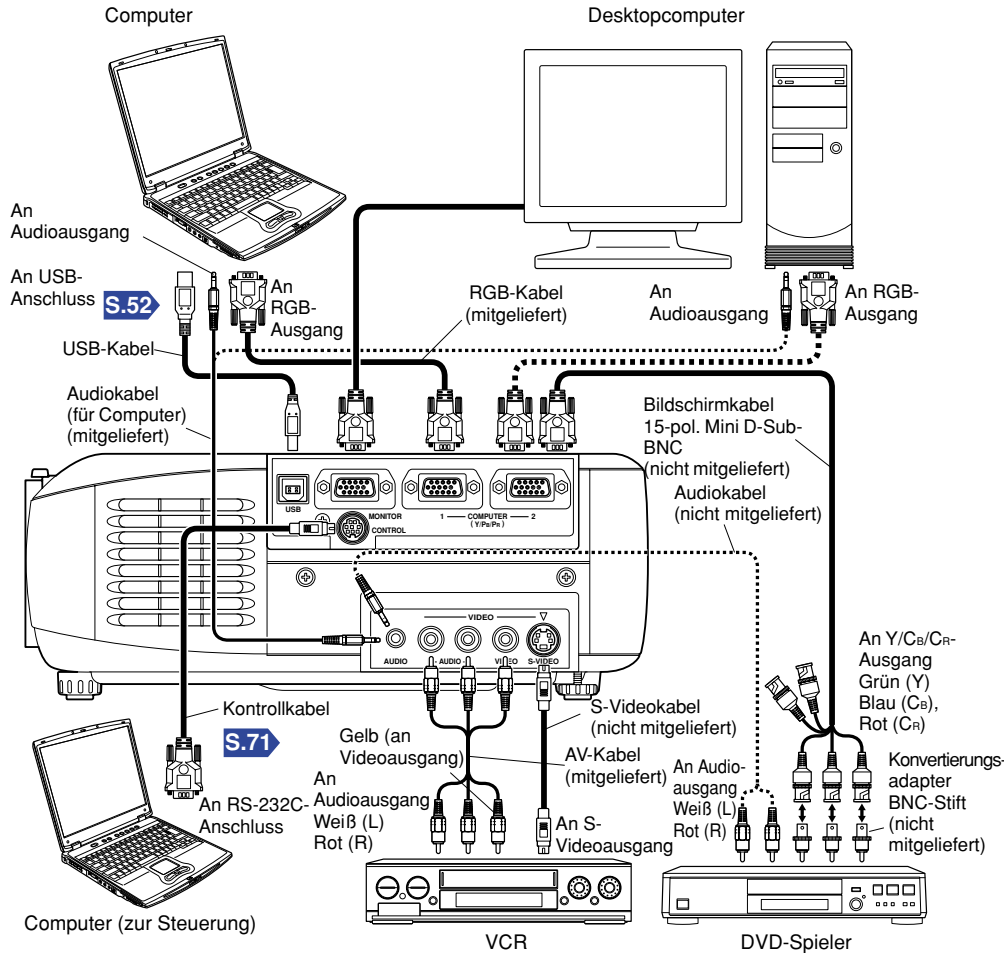 Computer
Desktopcomputer
An
Audioausgang
An USB-
Anschluss
S.52
An
RGB-
Ausgang
RGB-Kabel
(mitgeliefert)
An
Audioausgang
An RGB-
Ausgang
USB-Kabel
Audiokabel
(für Computer)
(mitgeliefert)
Bildschirmkabel
15-pol. Mini D-Sub-
BNC
(nicht mitgeliefert)
Audiokabel
(nicht mitgeliefert)
USB
MONITOR
1 COMPUTER 2
(Y/PB/PR)
CONTROL
VIDEO
AUDIO
- AUDIO -
VIDEO
S-VIDEO
An Y/CB/CR-
Ausgang
Grün (Y)
Blau (CB),
Rot (CR)
Kontrollkabel
S.71
S-Videokabel
(nicht mitgeliefert)
Gelb (an
Videoausgang)
AV-Kabel
(mitgeliefert)
An RS-232C-
Anschluss
An
Audioausgang
Weiß (L)
Rot (R)
An S-
Videoausgang
An Audio-
ausgang
Weiß (L)
Rot (R)
Konvertierungs-
adapter
BNC-Stift
(nicht
mitgeliefert)
Computer (zur Steuerung)
VCR
DVD-Spieler